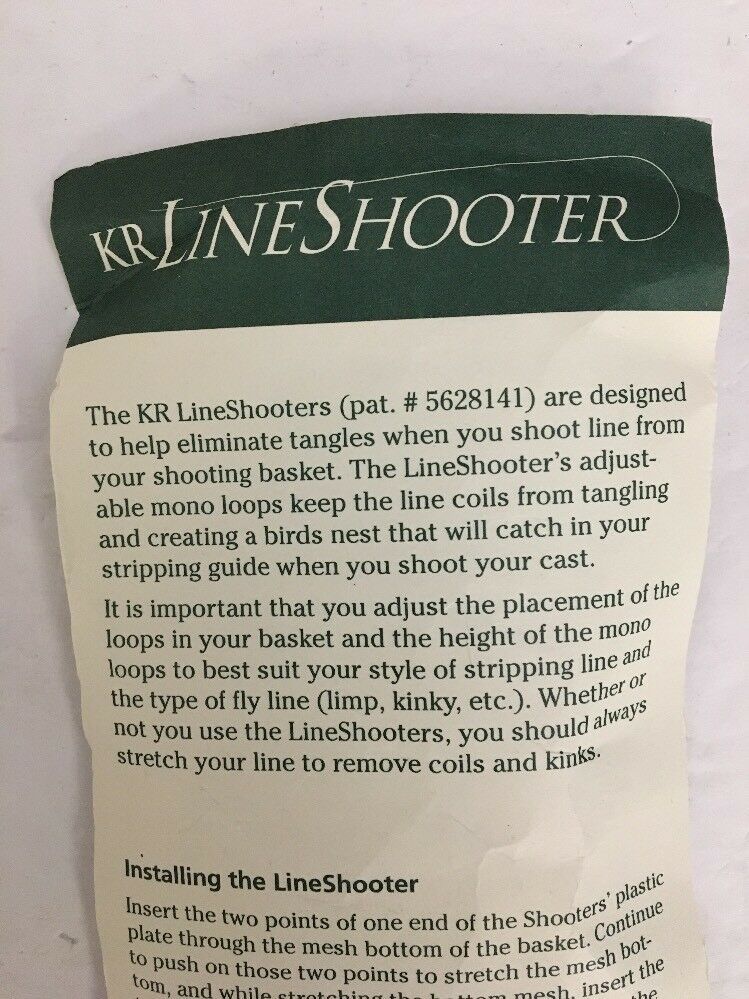 KR LINESHOOTER
The KR LineShooters (pat. # 5628141) are designed
to help eliminate tangles when you shoot line from
your shooting basket. The LineShooter's adjust-
able mono loops keep the line coils from tangling
and creating a birds nest that will catch in your
stripping guide when you shoot your cast.
It is important that you adjust the placement of the
loops in your basket and the height of the mono
loops to best suit your style of stripping line and
the type of fly line (limp, kinky, etc.). Whether or
not you use the LineShooters, you should always
stretch your line to remove coils and kinks.
Installing the LineShooter
Insert the two points of one end of the Shooters' plastic
plate through the mesh bottom of the basket. Continue
to push on those two points to stretch the mesh bot-
tom, and while stretching the bottom mesh, insert the
the